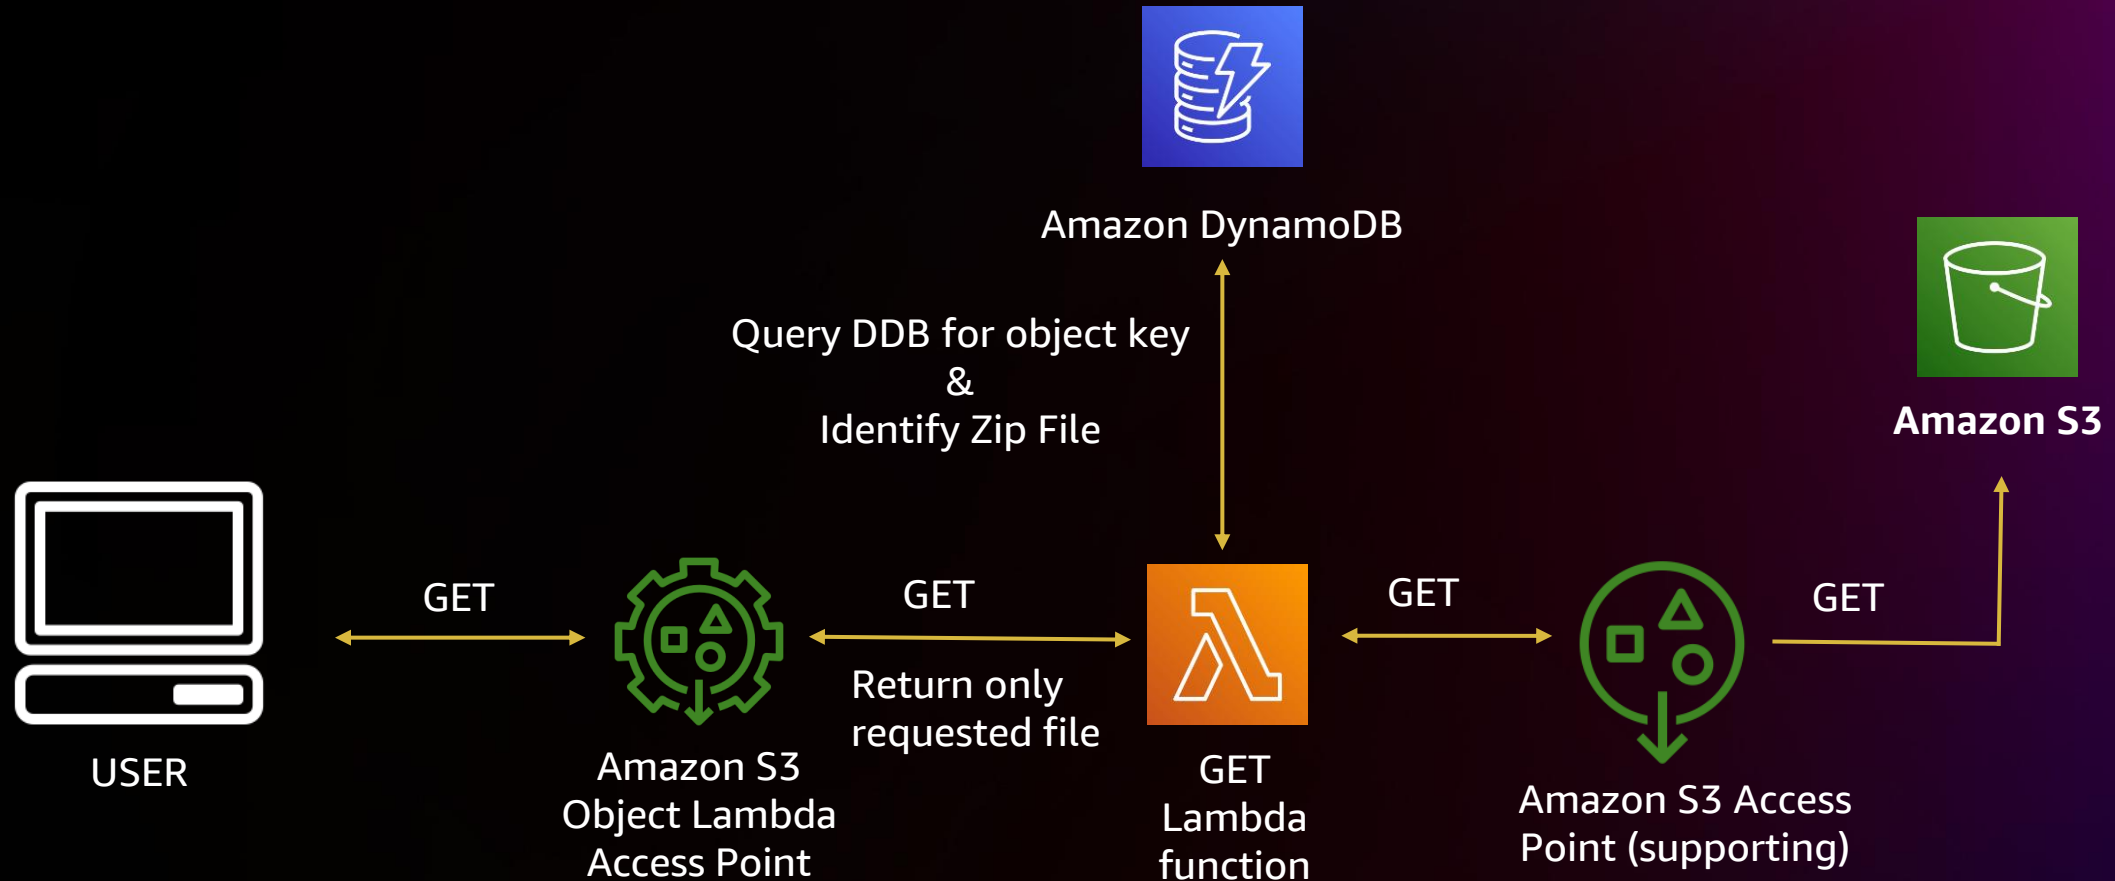 Amazon DynamoDB
Query DDB for object key
&
Identify Zip File
Amazon S3
GET
GET
GET
GET
Return only
requested file
USER
Amazon S3
Object Lambda
Access Point
GET
Lambda
function
Amazon S3 Access
Point (supporting)